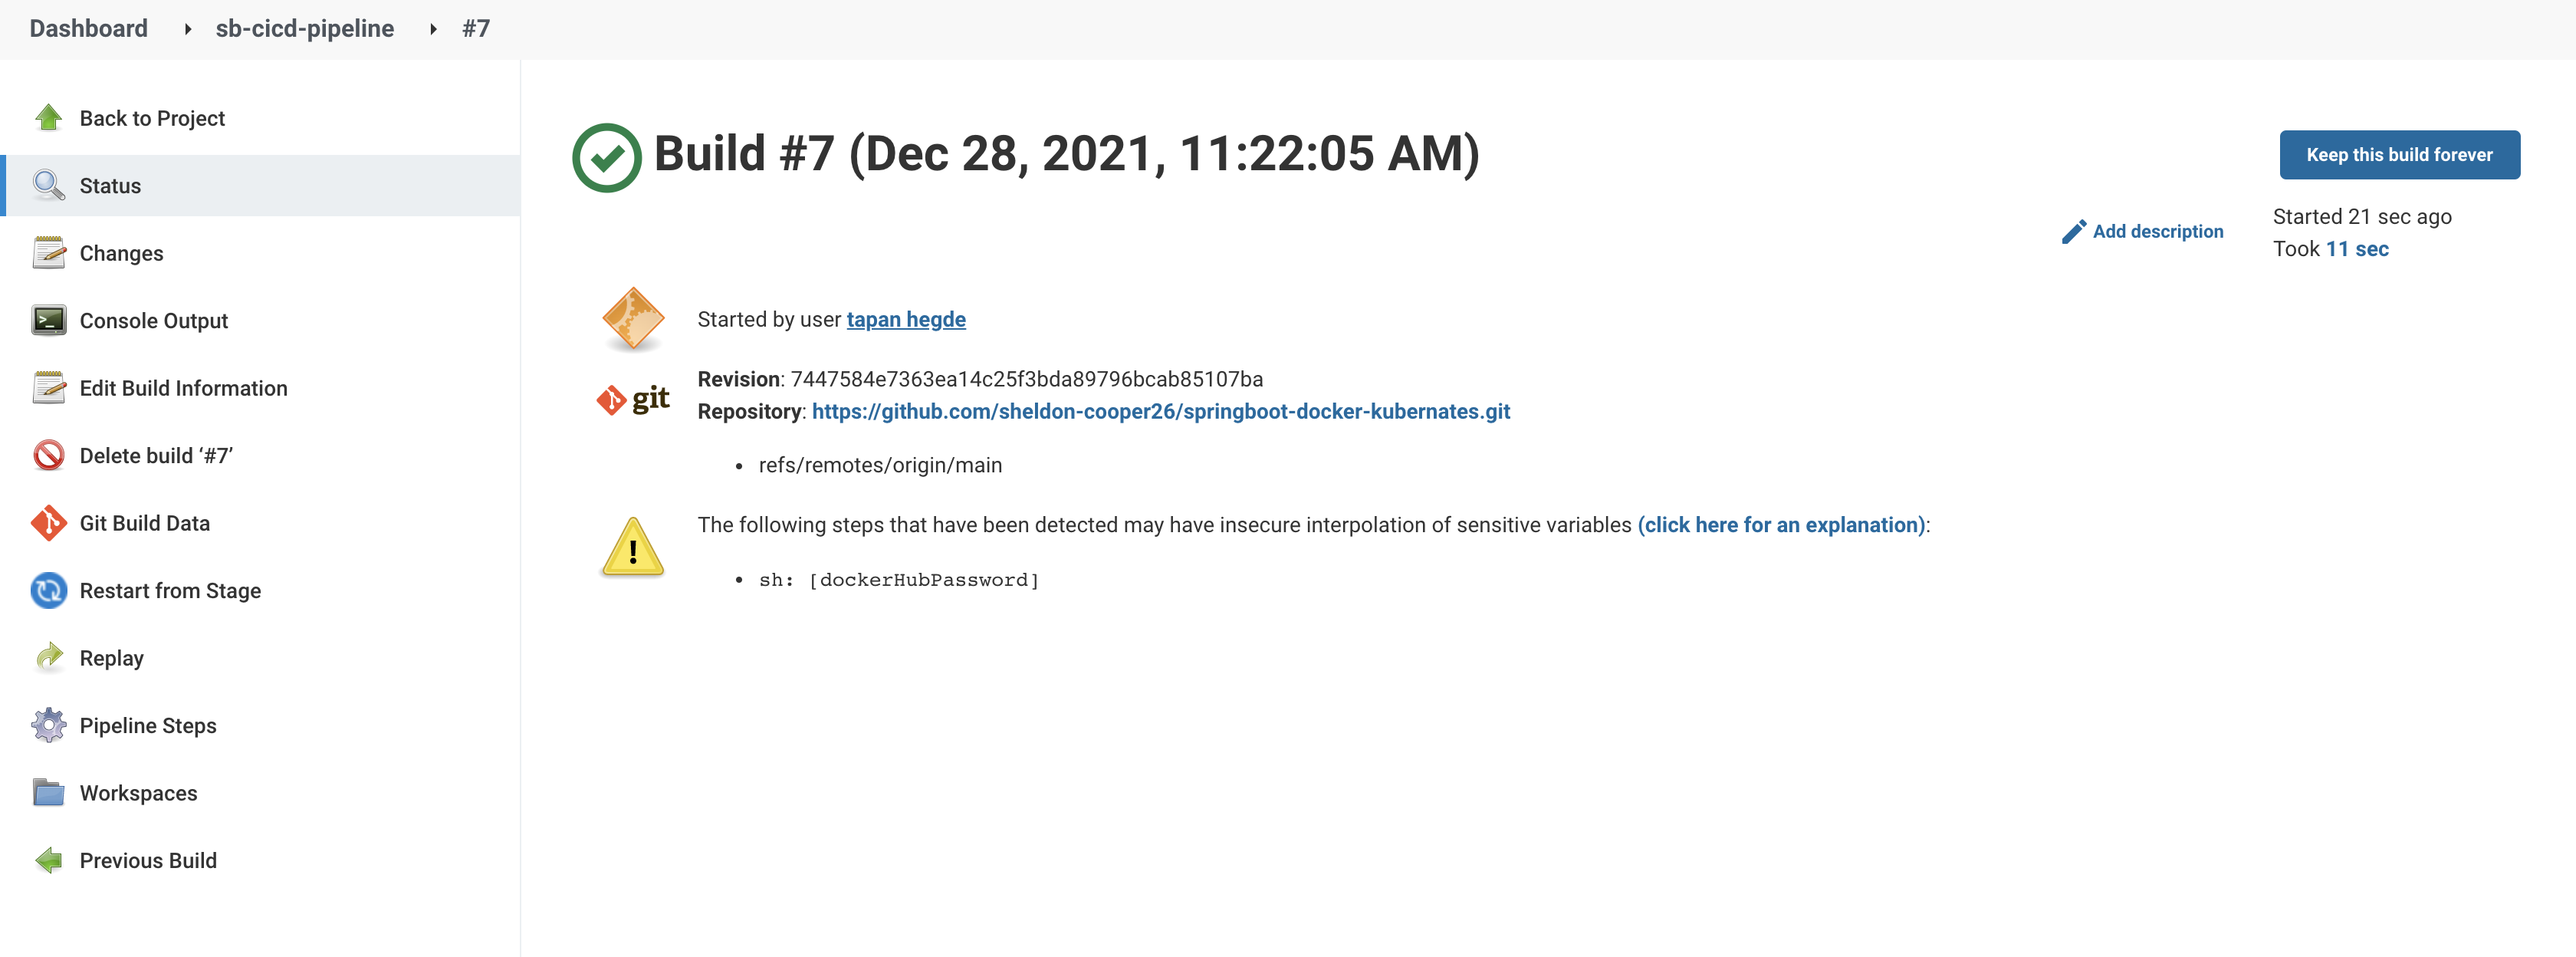 Dashboard ▸ sb-cicd-pipeline ▸ #7
Back to Project
Status
Changes
Console Output
Edit Build Information
Delete build ‘#7’
Git Build Data
Restart from Stage
Replay
Pipeline Steps
Workspaces
Previous Build
Build #7 (Dec 28, 2021, 11:22:05 AM)
Keep this build forever
Add description
Started 21 sec ago
Took 11 sec
Started by user tapan hegde
git
Revision: 7447584e7363ea14c25f3bda89796bcab85107ba
Repository: https://github.com/sheldon-cooper26/springboot-docker-kubernates.git
• refs/remotes/origin/main
The following steps that have been detected may have insecure interpolation of sensitive variables (click here for an explanation):
• sh: [dockerHubPassword]